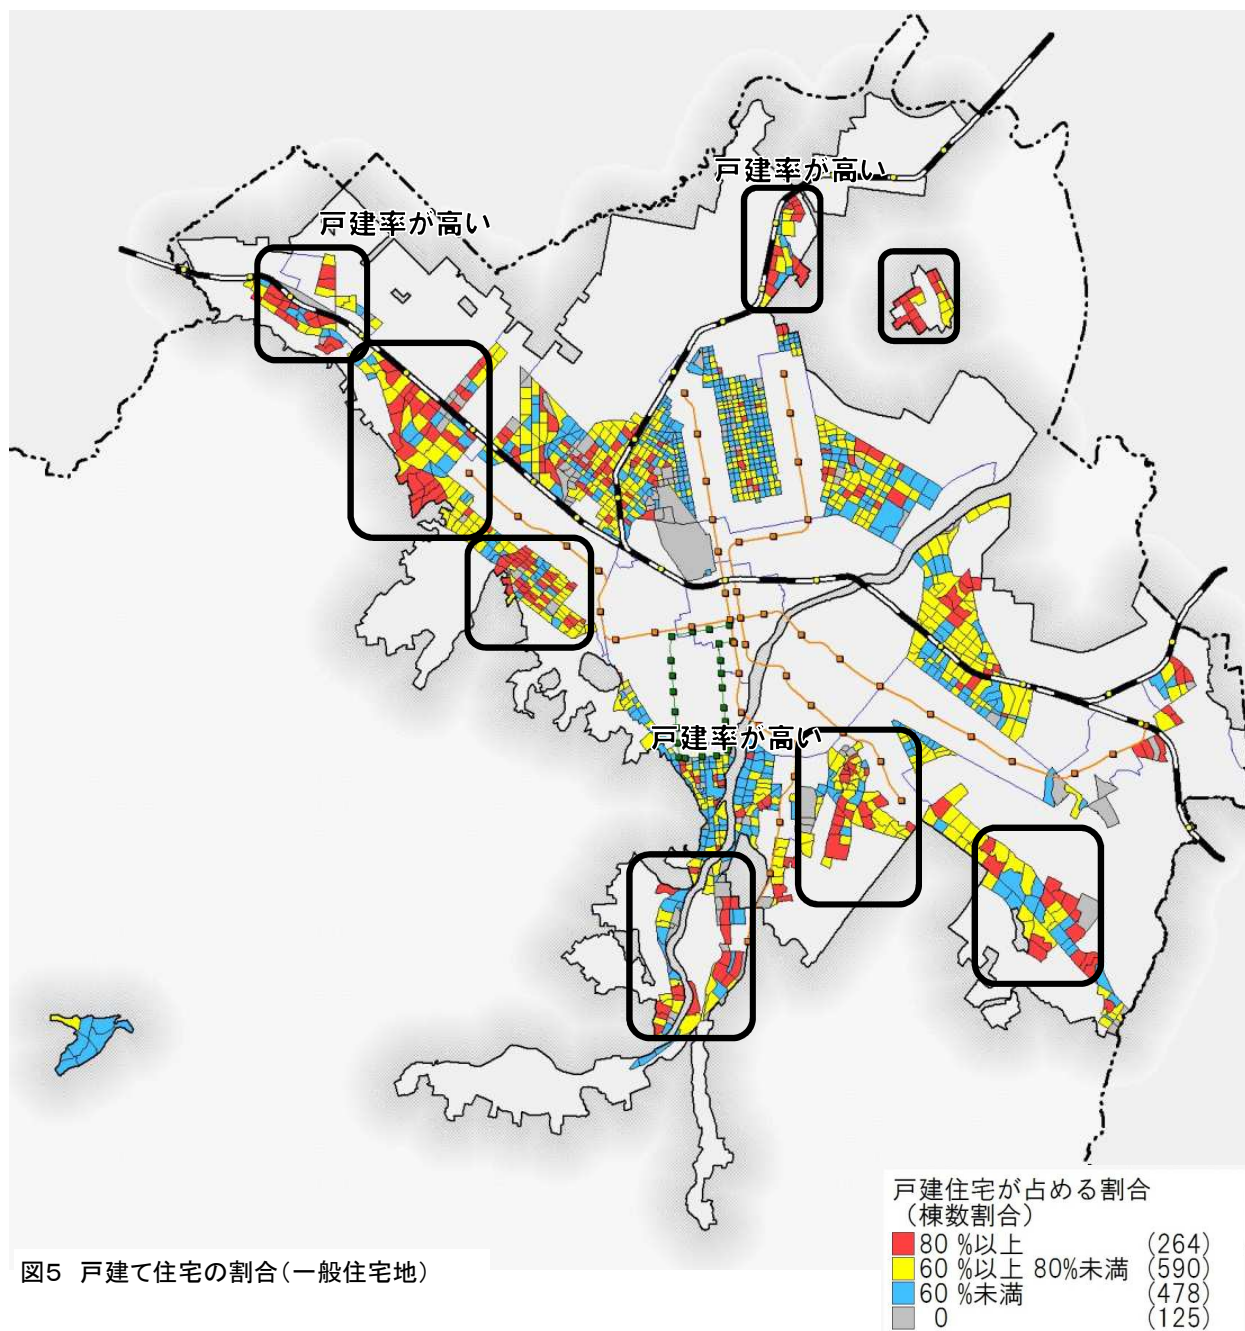 戸建率が高い
戸建率が高い
戸建率が高い
戸建住宅が占める割合
（棟数割合）
80 %以上 (264)
60 %以上 80%未満 (590)
60 %未満 (478)
0 (125)
図5 戸建て住宅の割合（一般住宅地）